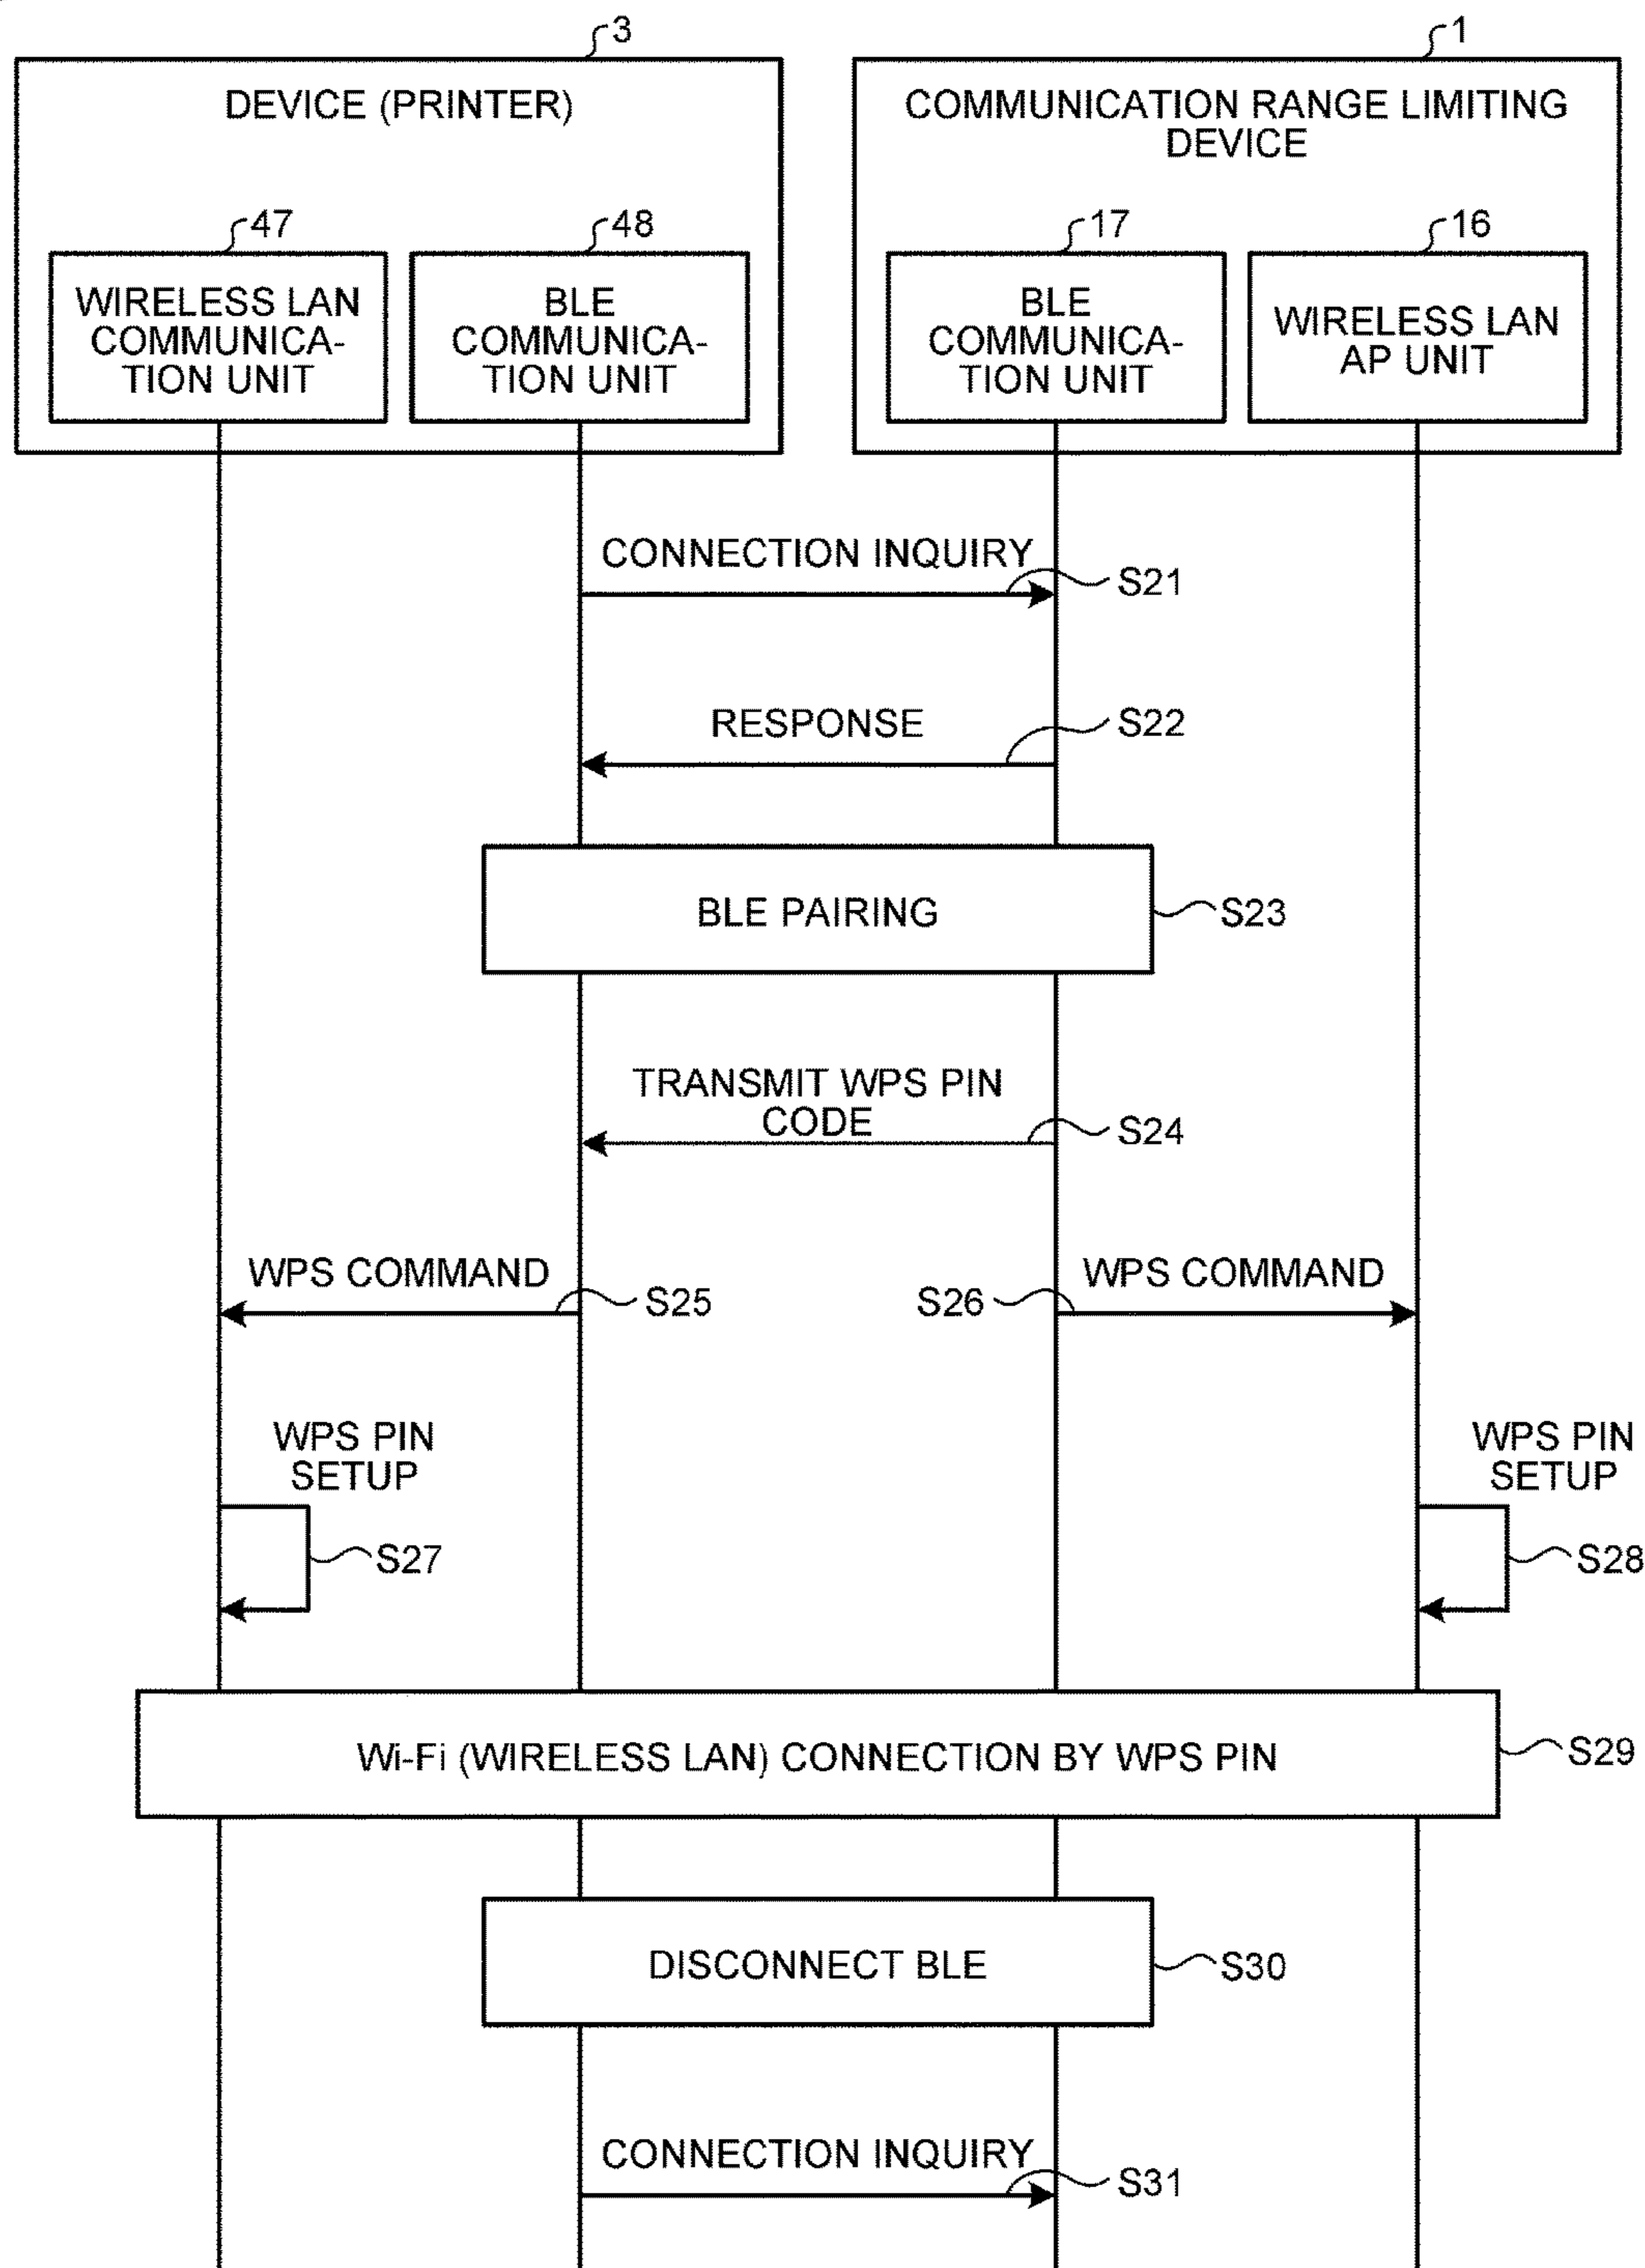 3
1
DEVICE (PRINTER)
COMMUNICATION RANGE LIMITING
DEVICE
47
48
17
16
WIRELESS LAN
COMMUNICA-
TION UNIT
BLE
COMMUNICA-
TION UNIT
BLE
COMMUNICA-
TION UNIT
WIRELESS LAN
AP UNIT
CONNECTION INQUIRY
S21
RESPONSE
S22
BLE PAIRING
S23
TRANSMIT WPS PIN
CODE
S24
WPS COMMAND
S25
WPS COMMAND
S26
WPS PIN
SETUP
S27
WPS PIN
SETUP
S28
Wi-Fi (WIRELESS LAN) CONNECTION BY WPS PIN
S29
DISCONNECT BLE
S30
CONNECTION INQUIRY
S31